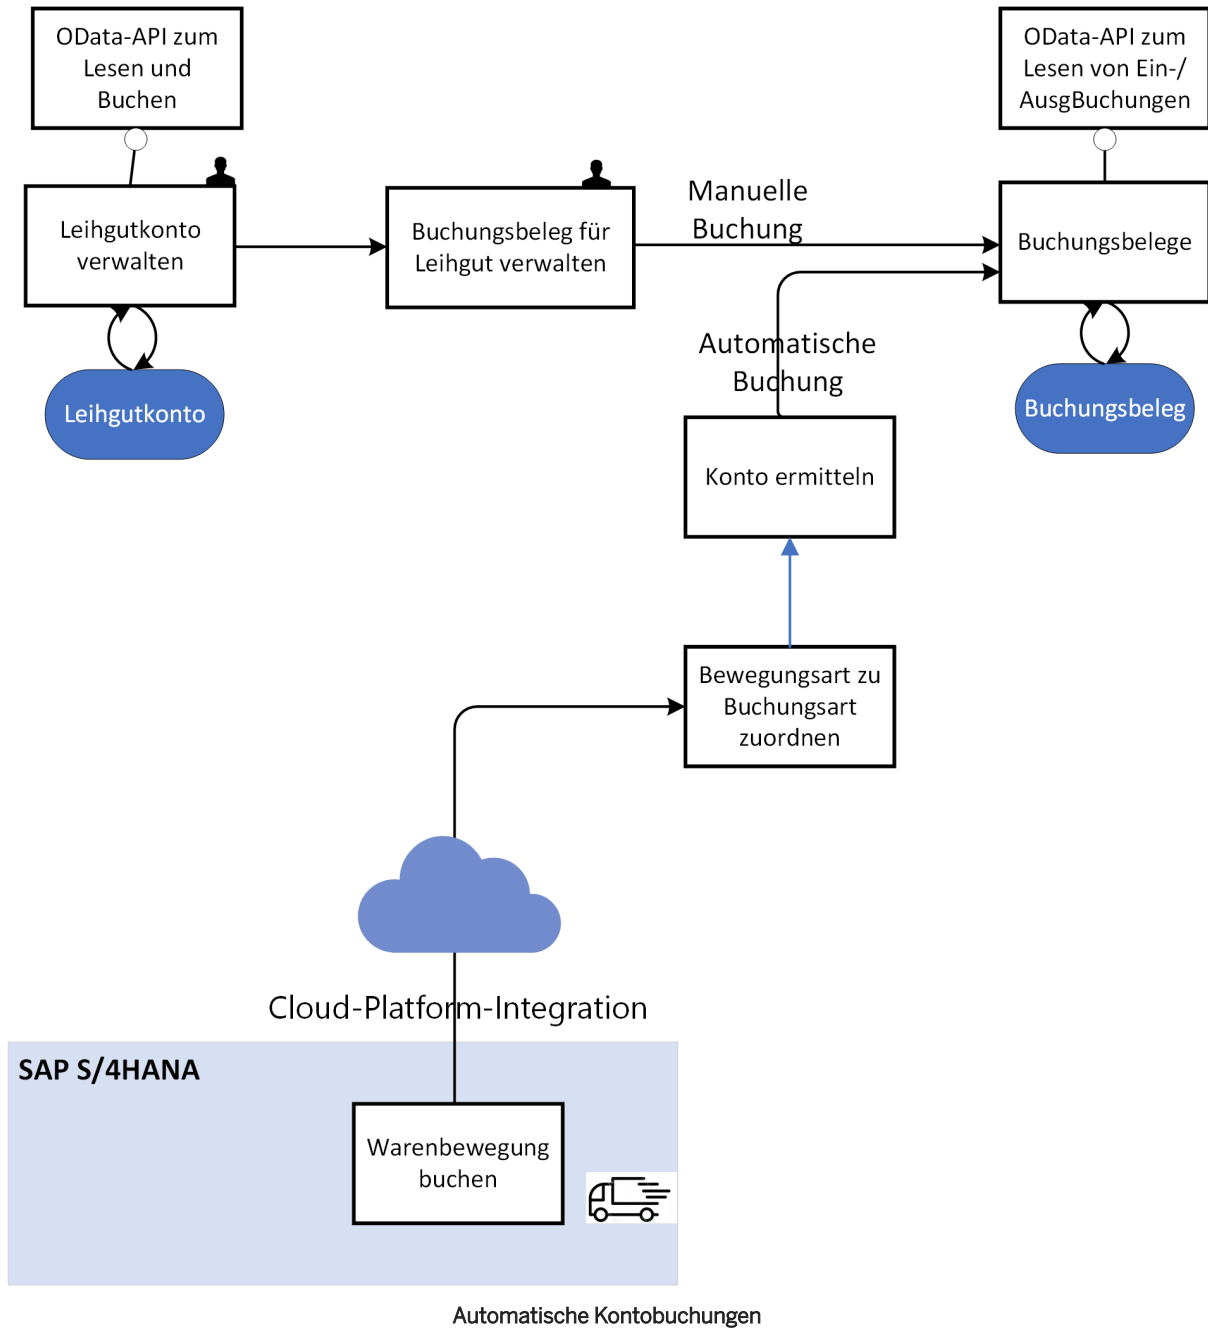 OData-API zum
Lesen und
Buchen
OData-API zum
Lesen von Ein-/
AusgBuchungen
Leihgutkonto
verwalten
Buchungsbeleg für
Leihgut verwalten
Manuelle
Buchung
Buchungsbelege
Automatische
Buchung
Leihgutkonto
Buchungsbeleg
Konto ermitteln
Bewegungsart zu
Buchungsart
zuordnen
Cloud-Platform-Integration
SAP S/4HANA
Warenbewegung
buchen
Automatische Kontobuchungen